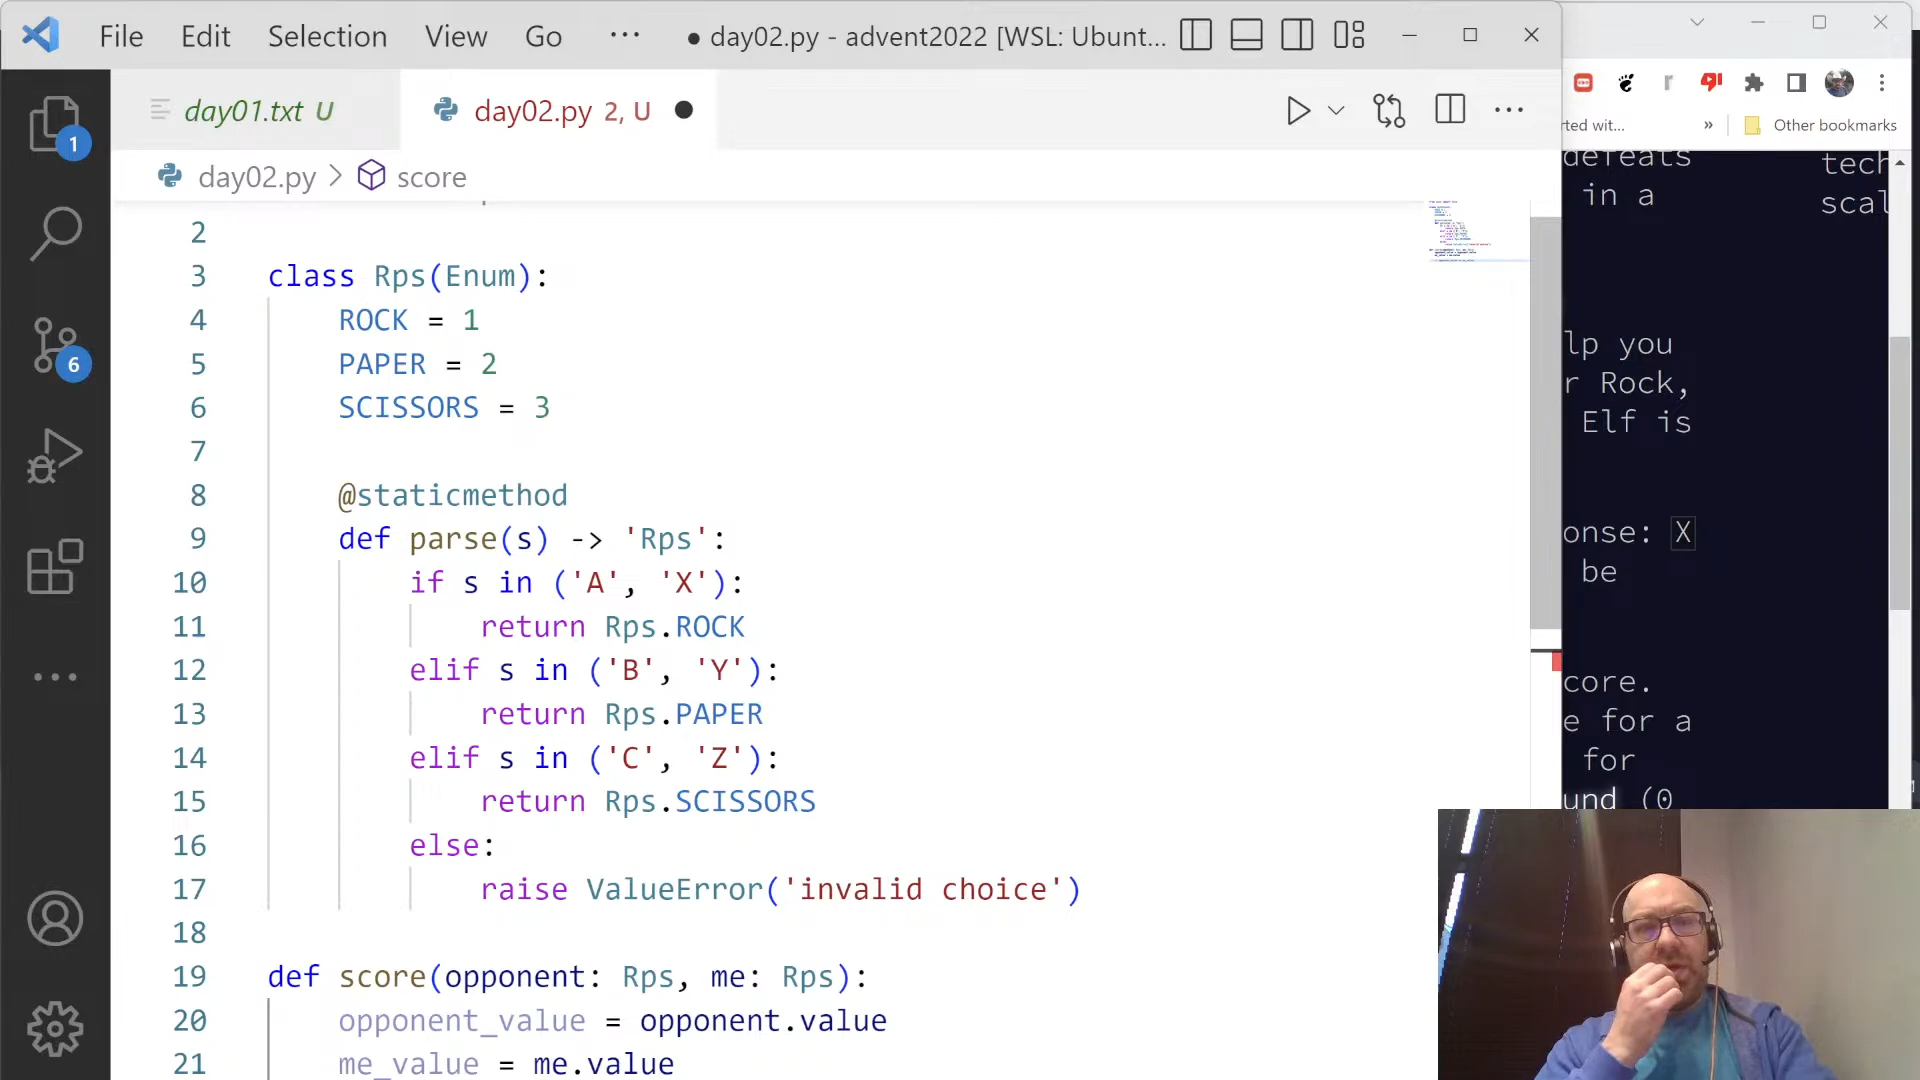 File Edit Selection View Go ··· ● day02.py - advent2022 [WSL: Ubunt...
day01.txt U day02.py 2, U ●
Other bookmarks
day02.py > score
2
3 class Rps(Enum):
4 ROCK = 1
5 PAPER = 2
6 SCISSORS = 3
7
8 @staticmethod
9 def parse(s) -> 'Rps':
10 if s in ('A', 'X'):
11 return Rps.ROCK
12 elif s in ('B', 'Y'):
13 return Rps.PAPER
14 elif s in ('C', 'Z'):
15 return Rps.SCISSORS
16 else:
17 raise ValueError('invalid choice')
18
19 def score(opponent: Rps, me: Rps):
20 opponent_value = opponent.value
21 me_value = me.value
1
6
rted wit... »
defeats
in a
tech
scal
lp you
r Rock,
Elf is
onse: X
be
core.
e for a
for
und (0